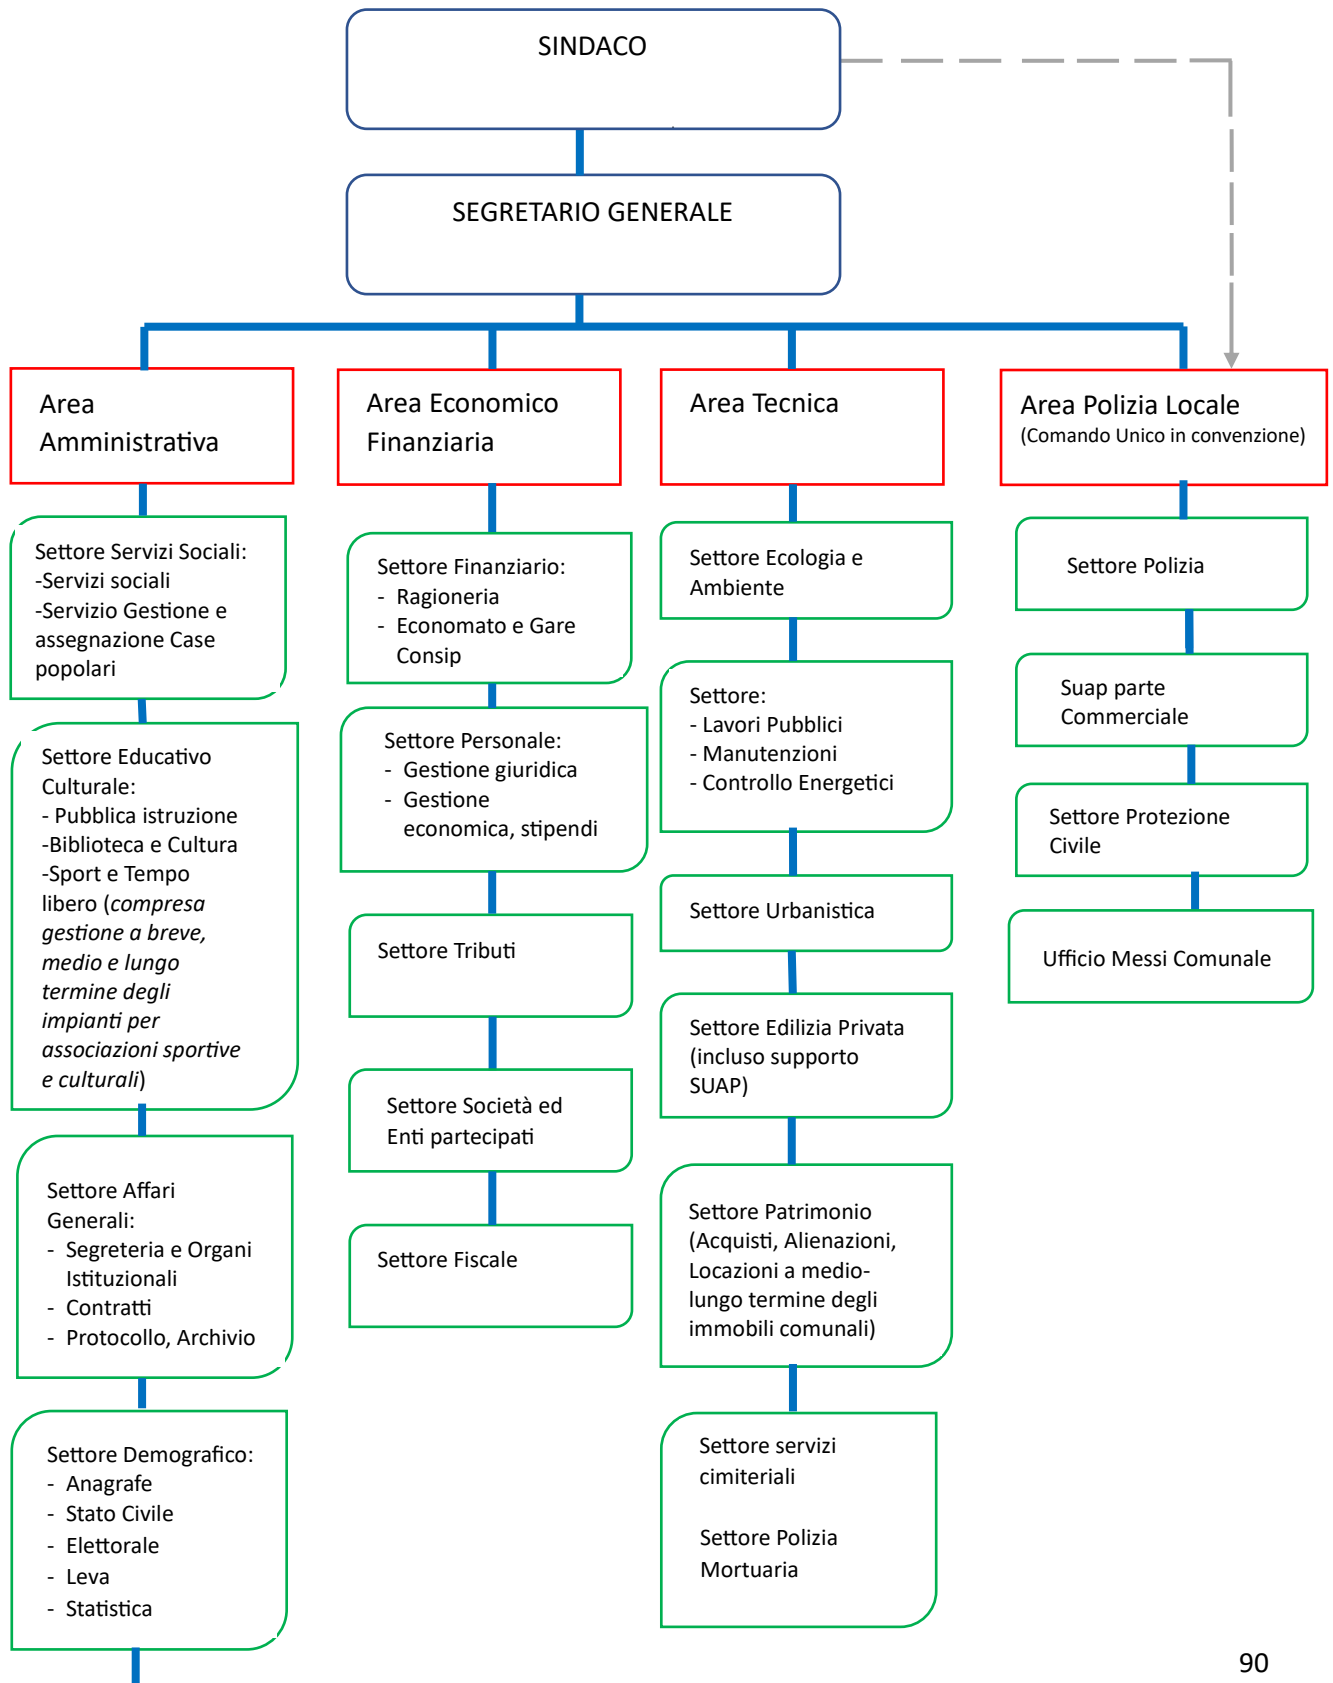 SINDACO
SEGRETARIO GENERALE
Area
Amministrativa
Settore Servizi Sociali:
-Servizi sociali
-Servizio Gestione e
assegnazione Case
popolari
Settore Educativo
Culturale:
- Pubblica istruzione
-Biblioteca e Cultura
-Sport e Tempo
libero (compresa
gestione a breve,
medio e lungo
termine degli
impianti per
associazioni sportive
e culturali)
Settore Affari
Generali:
- Segreteria e Organi
Istituzionali
- Contratti
- Protocollo, Archivio
Settore Demografico:
- Anagrafe
- Stato Civile
- Elettorale
- Leva
- Statistica
Area Economico
Finanziaria
Settore Finanziario:
- Ragioneria
- Economato e Gare
Consip
Settore Personale:
- Gestione giuridica
- Gestione
economica, stipendi
Settore Tributi
Settore Società ed
Enti partecipati
Settore Fiscale
Area Tecnica
Settore Ecologia e
Ambiente
Settore:
- Lavori Pubblici
- Manutenzioni
- Controllo Energetici
Settore Urbanistica
Settore Edilizia Privata
(incluso supporto
SUAP)
Settore Patrimonio
(Acquisti, Alienazioni,
Locazioni a medio-
lungo termine degli
immobili comunali)
Settore servizi
cimiteriali
Settore Polizia
Mortuaria
Area Polizia Locale
(Comando Unico in convenzione)
Settore Polizia
Suap parte
Commerciale
Settore Protezione
Civile
Ufficio Messi Comunale
90